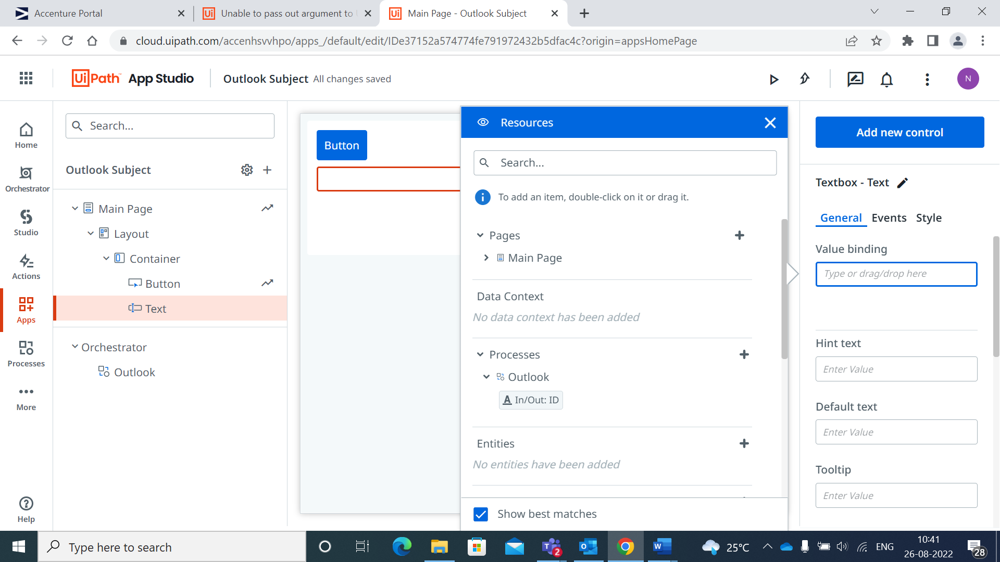 Accenture Portal
Unable to pass out argument to
Main Page - Outlook Subject
cloud.uipath.com/accenhsvvhpo/apps_/default/edit/IDe37152a574774fe791972432b5dfac4c?origin=appsHomePage
UiPath™ App Studio
Outlook Subject All changes saved
N
Home
Orchestrator
Studio
Actions
Apps
Processes
More
Help
Search...
Outlook Subject
Main Page
Layout
Container
Button
Text
Orchestrator
Outlook
Button
Resources
Search...
To add an item, double-click on it or drag it.
Pages
Main Page
Data Context
No data context has been added
Processes
Outlook
A In/Out: ID
Entities
No entities have been added
Show best matches
Add new control
Textbox - Text
General Events Style
Value binding
Type or drag/drop here
Hint text
Enter Value
Default text
Enter Value
Tooltip
Enter Value
Type here to search
2
25°C
ENG
10:41
26-08-2022
28